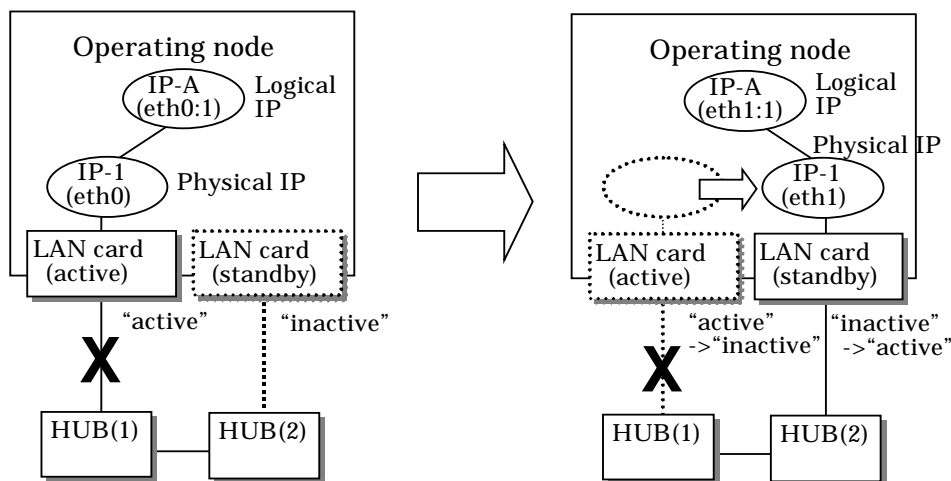 Operating node
IP-A
(eth0:1)
Logical
IP
IP-1
(eth0)
Physical IP
LAN card
(active)
LAN card
(standby)
“active”
“inactive”
X
HUB(1)
HUB(2)
Operating node
IP-A
(eth1:1)
Logical
IP
Physical IP
IP-1
(eth1)
LAN card
(active)
LAN card
(standby)
“active”
->“inactive”
“inactive”
->“active”
X
HUB(1)
HUB(2)